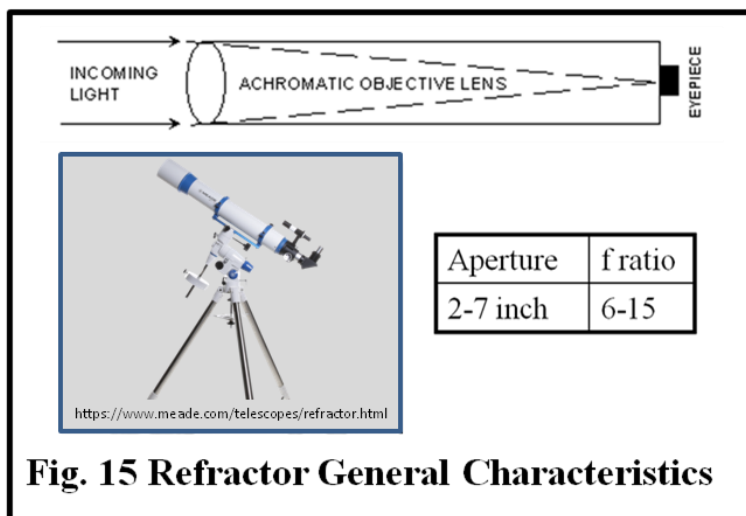 INCOMING
LIGHT
ACHROMATIC OBJECTIVE LENS
EYEPIECE
https://www.meade.com/telescopes/refractor.html
Aperture f ratio
2-7 inch 6-15
Fig. 15 Refractor General Characteristics